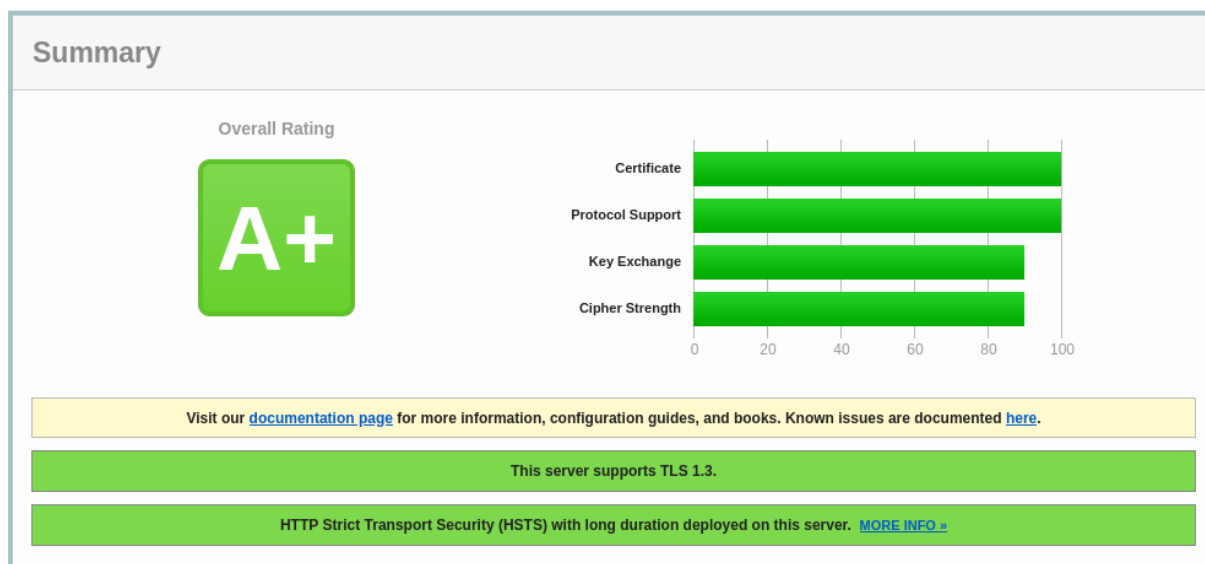 Summary
Overall Rating
A+
Certificate
Protocol Support
Key Exchange
Cipher Strength
0 20 40 60 80 100
Visit our documentation page for more information, configuration guides, and books. Known issues are documented here.
This server supports TLS 1.3.
HTTP Strict Transport Security (HSTS) with long duration deployed on this server. MORE INFO »